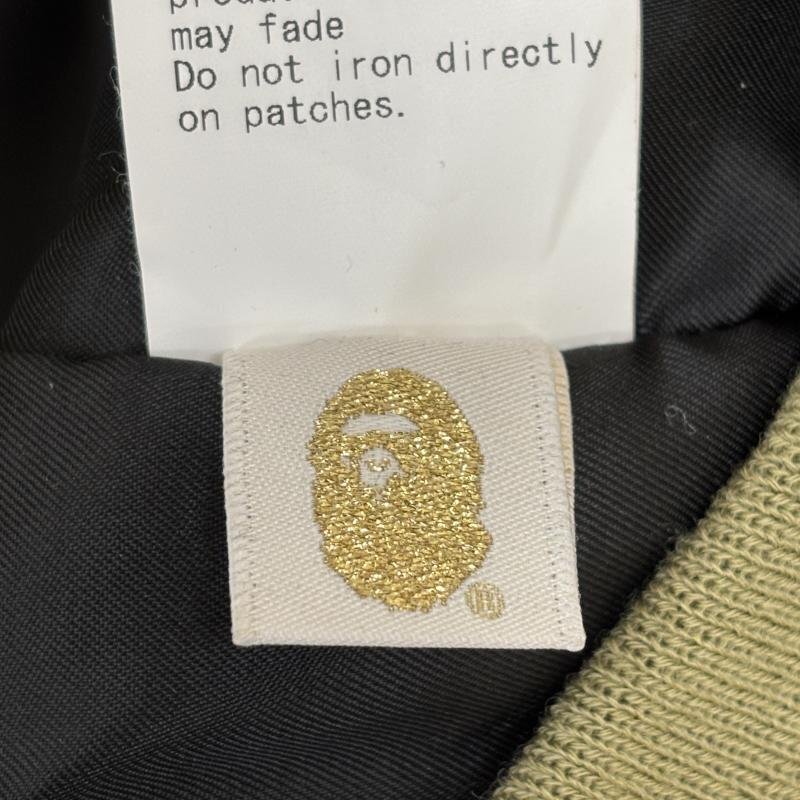 may fade
Do not iron directly
on patches.